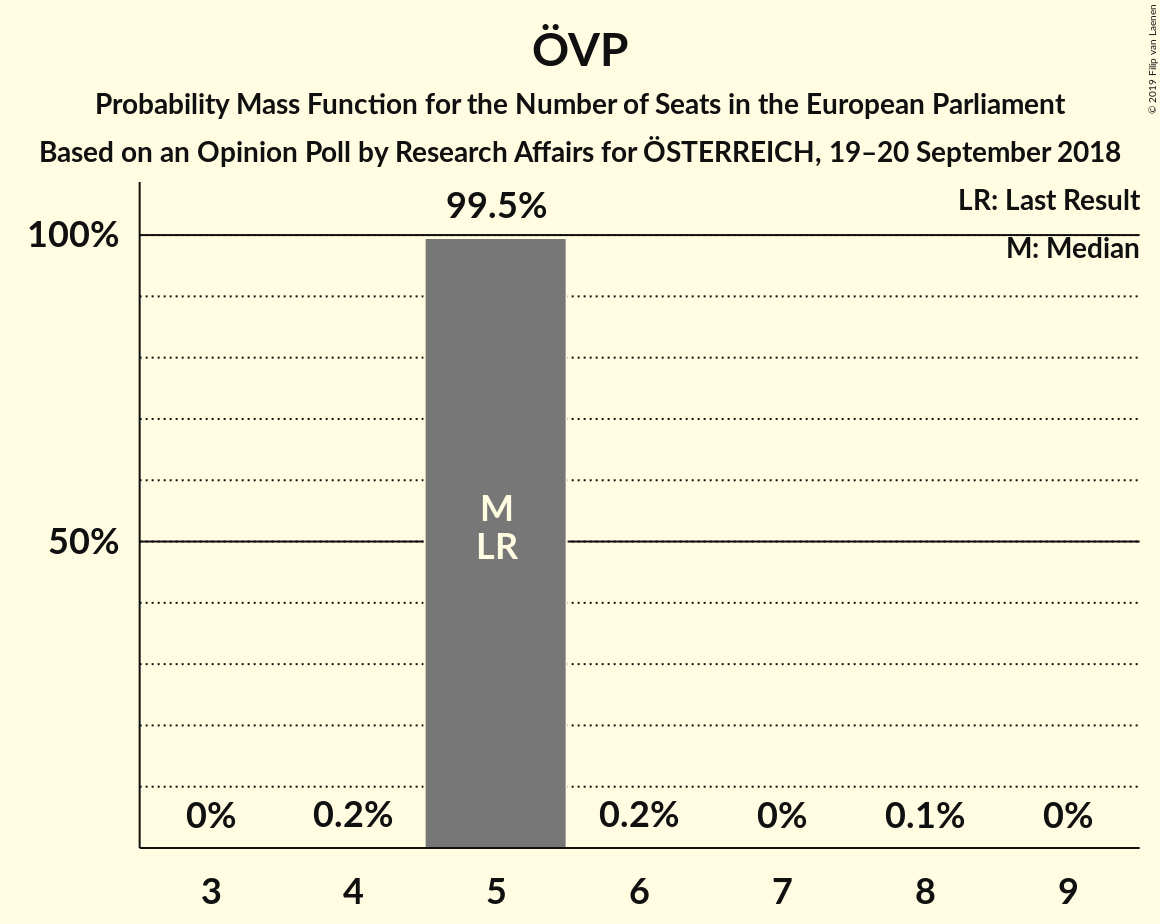 ÖVP
Probability Mass Function for the Number of Seats in the European Parliament
Based on an Opinion Poll by Research Affairs for ÖSTERREICH, 19–20 September 2018
© 2019 Filip van Laenen
LR: Last Result
M: Median
100%
50%
99.5%
M
LR
0%
0.2%
0.2%
0%
0.1%
0%
3
4
5
6
7
8
9